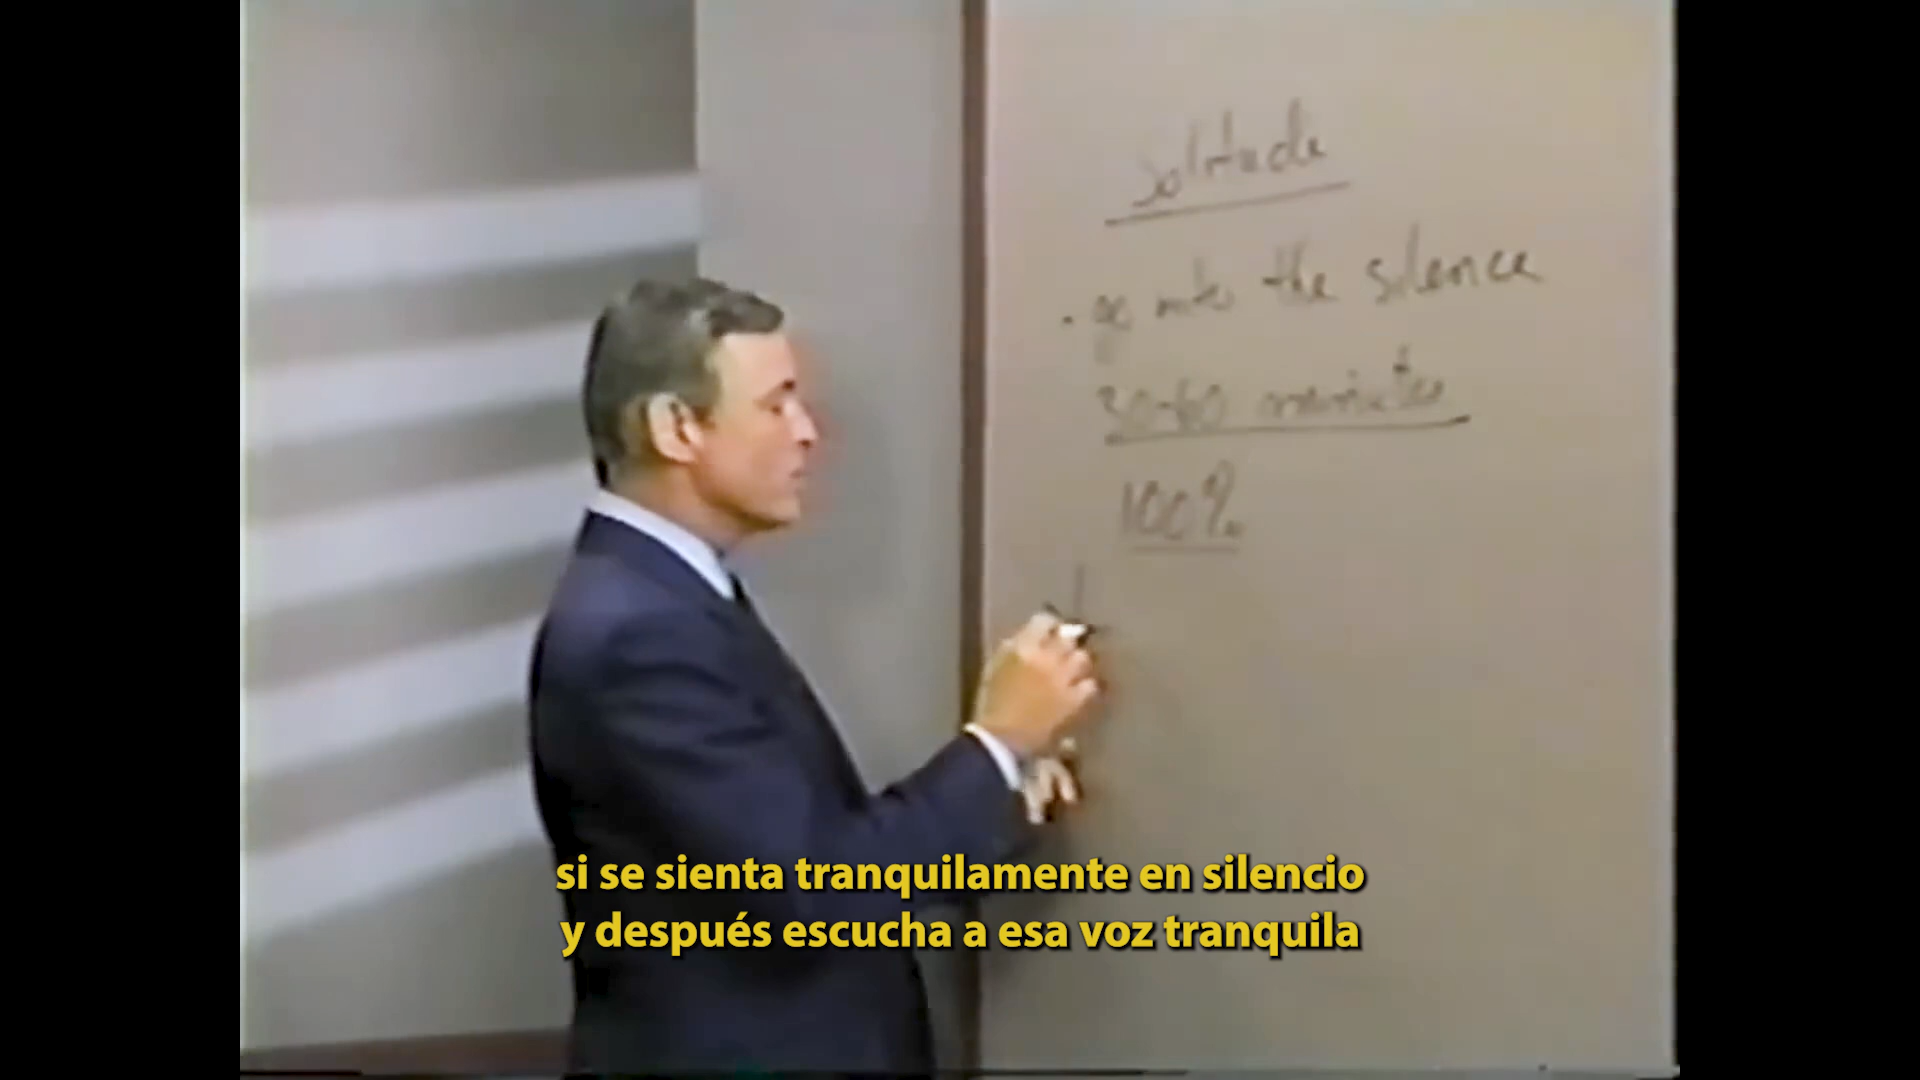 Solitude
• go into the silence
30-60 minutes
100%
si se sienta tranquilamente en silencio
y después escucha a esa voz tranquila